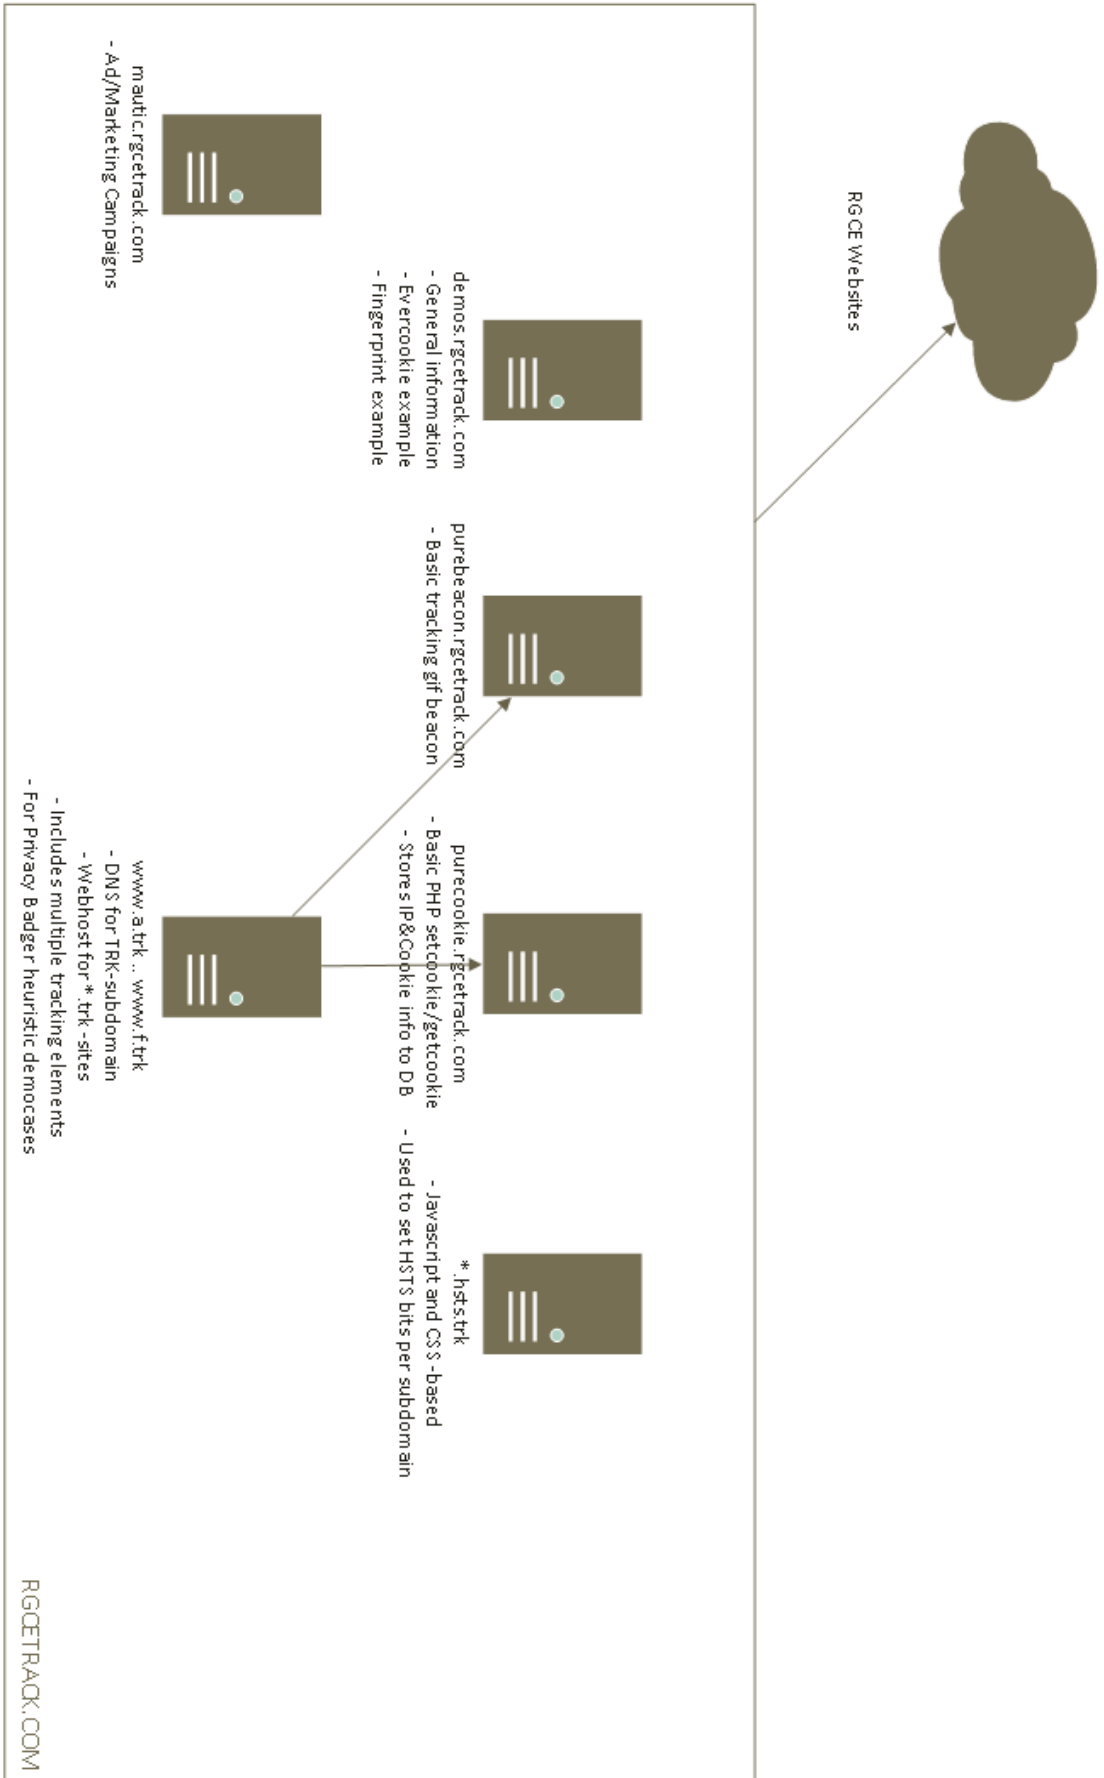 RGCE Websites
demos.rgcetrack.com
- General information
- Evercookie example
- Fingerprint example
purebeacon.rgcetrack.com
- Basic tracking gif beacon
purecookie.rgcetrack.com
- Basic PHP setcookie/getcookie
- Stores IP&Cookie info to DB
*.hsts.trk
- Javascript and CSS-based
- Used to set HSTS bits per subdomain
mautic.rgcetrack.com
- Ad/Marketing Campaigns
www.a.trk .. www.f.trk
- DNS for TRK-subdomain
- Webhost for *.trk -sites
- Includes multiple tracking elements
- For Privacy Badger heuristic democases
RGCETRACK.COM